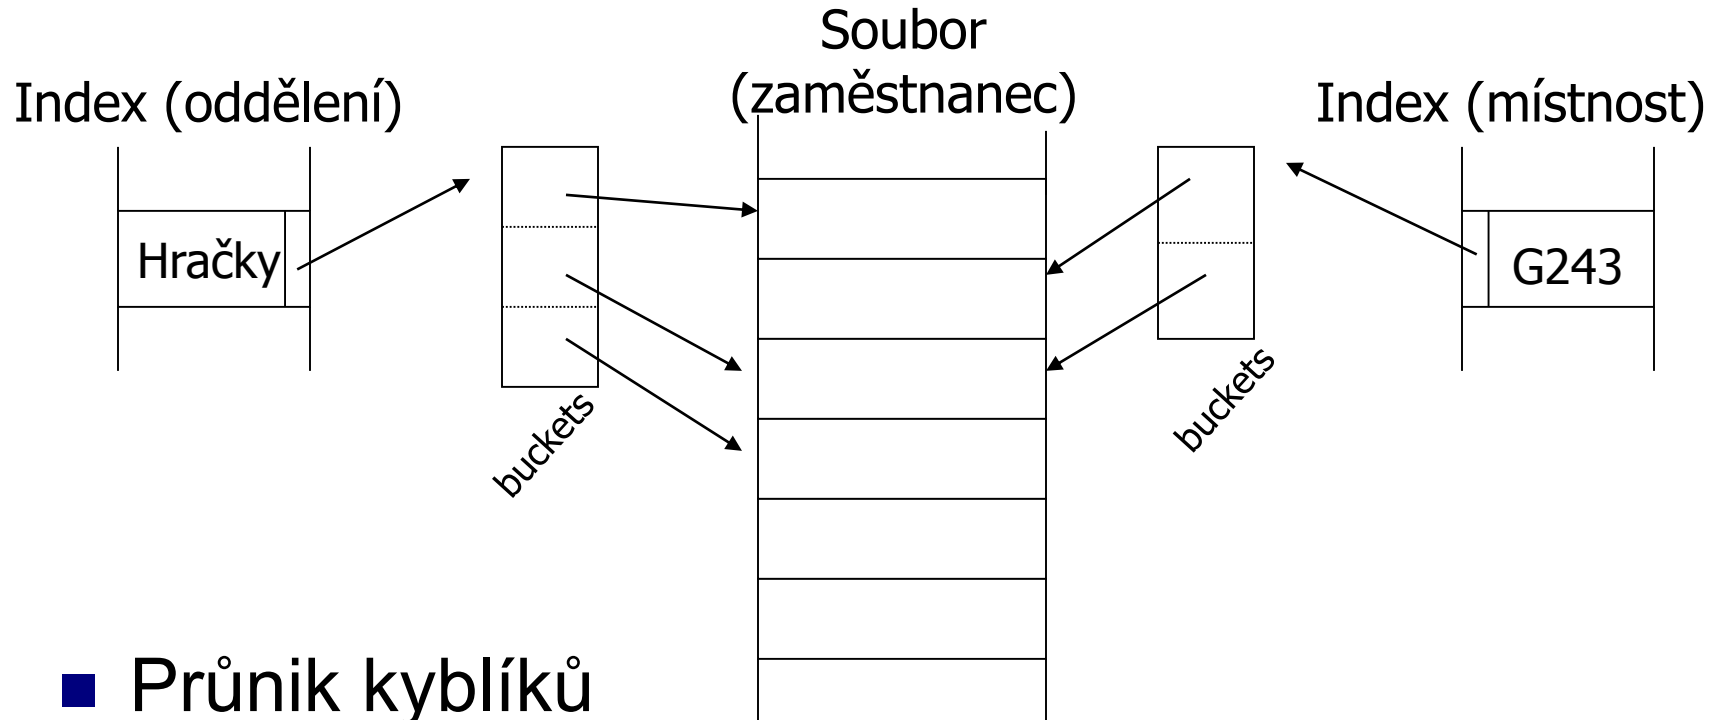 Soubor
(zaměstnanec)
Index (oddělení)
Index (místnost)
Hračky
G243
buckets
buckets
Průnik kyblíků